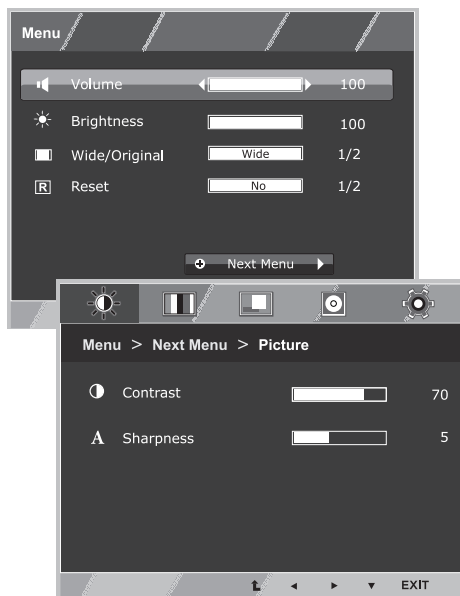 Menu
Volume 100
Brightness 100
Wide/Original Wide 1/2
R Reset No 1/2
Next Menu
Menu > Next Menu > Picture
Contrast 70
A Sharpness 5
EXIT